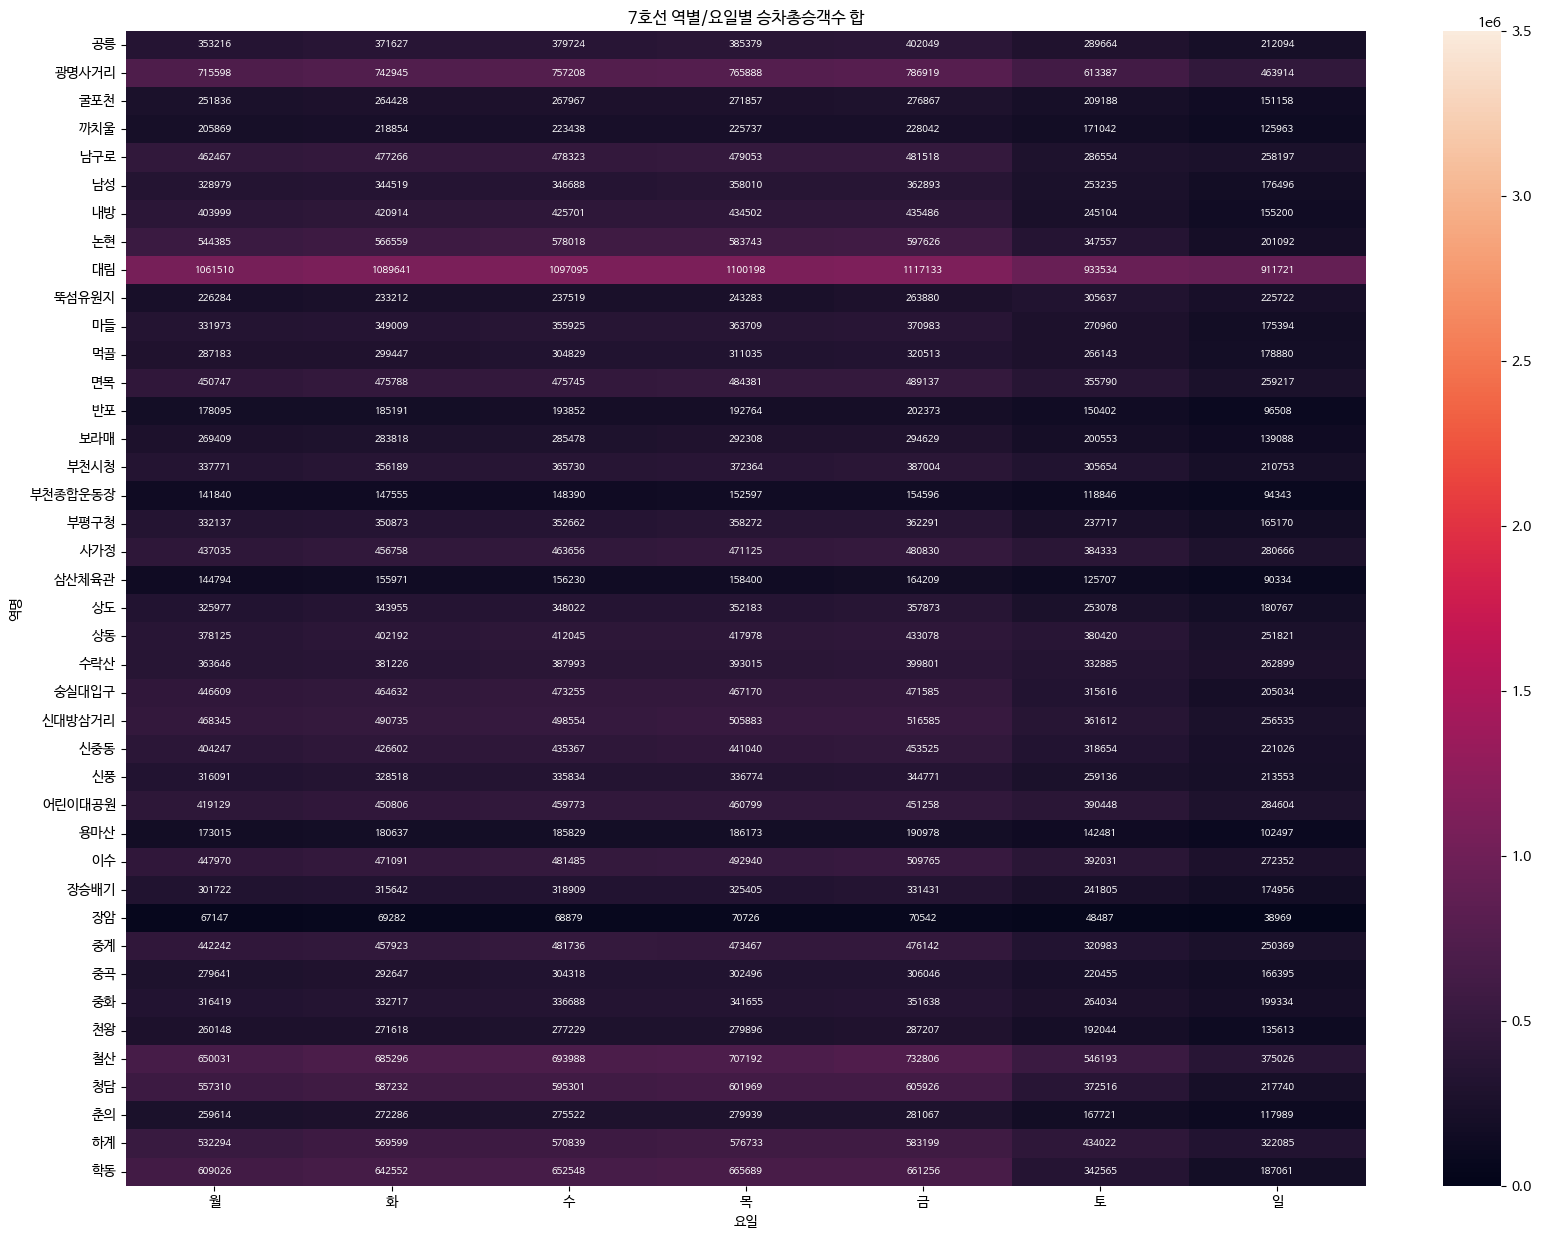 7호선 역별/요일별 승차총승객수 합
1e6
공릉 353216 371627 379724 385379 402049 289664 212094
광명사거리 715598 742945 757208 765888 786919 613387 463914
굴포천 251836 264428 267967 271857 276867 209188 151158
까치울 205869 218854 223438 225737 228042 171042 125963
남구로 462467 477266 478323 479053 481518 286554 258197
남성 328979 344519 346688 358010 362893 253235 176496
내방 403999 420914 425701 434502 435486 245104 155200
논현 544385 566559 578018 583743 597626 347557 201092
대림 1061510 1089641 1097095 1100198 1117133 933534 911721
뚝섬유원지 226284 233212 237519 243283 263880 305637 225722
마들 331973 349009 355925 363709 370983 270960 175394
먹골 287183 299447 304829 311035 320513 266143 178880
면목 450747 475788 475745 484381 489137 355790 259217
반포 178095 185191 193852 192764 202373 150402 96508
보라매 269409 283818 285478 292308 294629 200553 139088
부천시청 337771 356189 365730 372364 387004 305654 210753
부천종합운동장 141840 147555 148390 152597 154596 118846 94343
부평구청 332137 350873 352662 358272 362291 237717 165170
사가정 437035 456758 463656 471125 480830 384333 280666
삼산체육관 144794 155971 156230 158400 164209 125707 90334
상도 325977 343955 348022 352183 357873 253078 180767
상동 378125 402192 412045 417978 433078 380420 251821
수락산 363646 381226 387993 393015 399801 332885 262899
숭실대입구 446609 464632 473255 467170 471585 315616 205034
신대방삼거리 468345 490735 498554 505883 516585 361612 256535
신중동 404247 426602 435367 441040 453525 318654 221026
신풍 316091 328518 335834 336774 344771 259136 213553
어린이대공원 419129 450806 459773 460799 451258 390448 284604
용마산 173015 180637 185829 186173 190978 142481 102497
이수 447970 471091 481485 492940 509765 392031 272352
장승배기 301722 315642 318909 325405 331431 241805 174956
장암 67147 69282 68879 70726 70542 48487 38969
중계 442242 457923 481736 473467 476142 320983 250369
중곡 279641 292647 304318 302496 306046 220455 166395
중화 316419 332717 336688 341655 351638 264034 199334
천왕 260148 271618 277229 279896 287207 192044 135613
철산 650031 685296 693988 707192 732806 546193 375026
청담 557310 587232 595301 601969 605926 372516 217740
춘의 259614 272286 275522 279939 281067 167721 117989
하계 532294 569599 570839 576733 583199 434022 322085
학동 609026 642552 652548 665689 661256 342565 187061
월 화 수 목 금 토 일
요일
역명
3.5
3.0
2.5
2.0
1.5
1.0
0.5
0.0